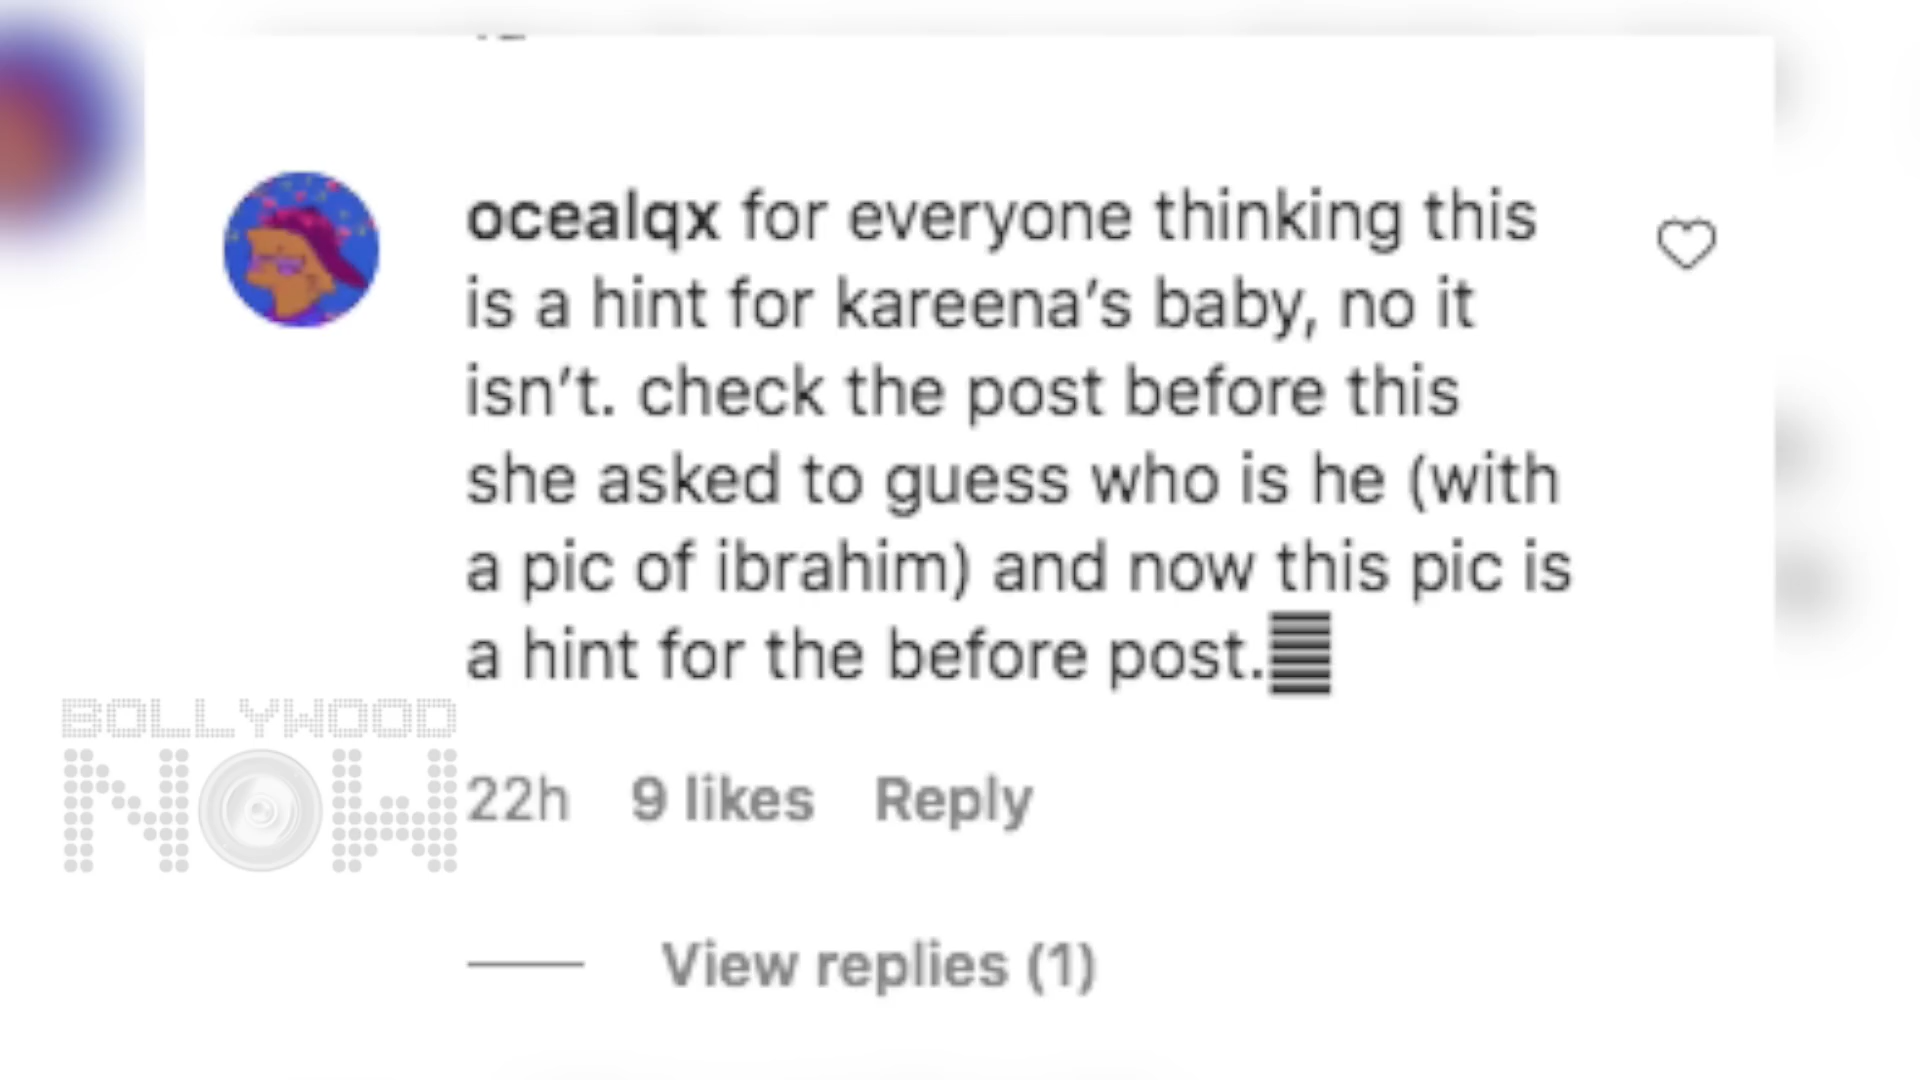 ocealqx for everyone thinking this
is a hint for kareena’s baby, no it
isn’t. check the post before this
she asked to guess who is he (with
a pic of ibrahim) and now this pic is
a hint for the before post.
BOLLYWOOD
NOW
22h 9 likes Reply
View replies (1)